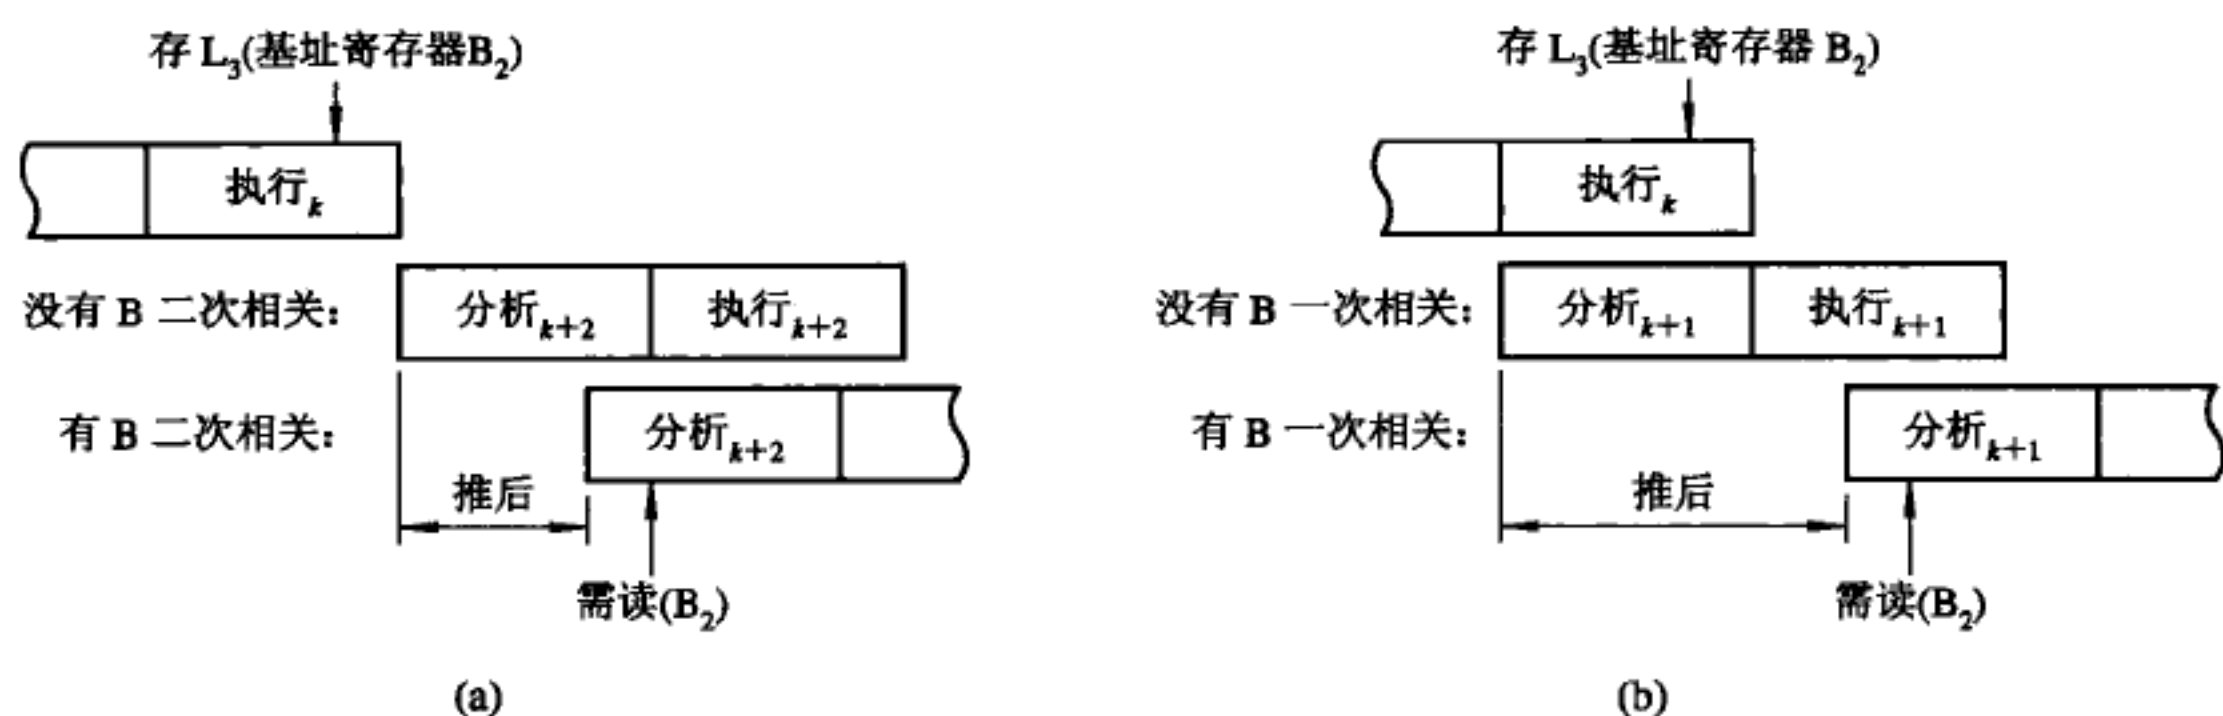 存 L₃(基址寄存器B₂)
执行ₖ
没有 B 二次相关:
分析ₖ₊₂
执行ₖ₊₂
有 B 二次相关:
分析ₖ₊₂
推后
需读(B₂)
(a)
存 L₃(基址寄存器 B₂)
执行ₖ
没有 B 一次相关:
分析ₖ₊₁
执行ₖ₊₁
有 B 一次相关:
分析ₖ₊₁
推后
需读(B₂)
(b)